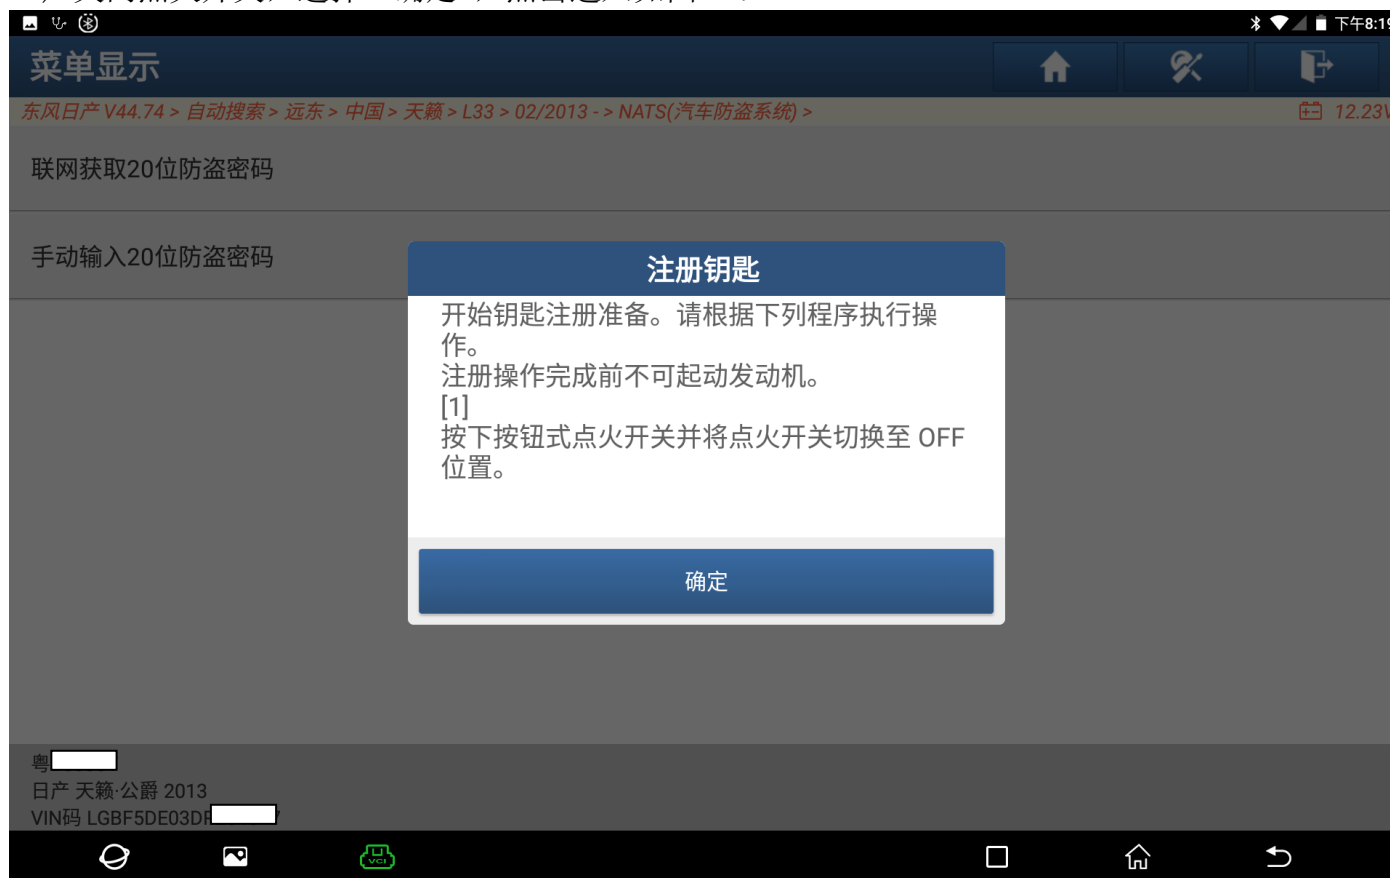 下午8:19
菜单显示
东风日产 V44.74 > 自动搜索 > 远东 > 中国 > 天籁 > L33 > 02/2013 - > NATS(汽车防盗系统) >
12.23V
联网获取20位防盗密码
手动输入20位防盗密码
注册钥匙
开始钥匙注册准备。请根据下列程序执行操
作。
注册操作完成前不可起动发动机。
[1]
按下按钮式点火开关并将点火开关切换至 OFF
位置。
确定
粤
日产 天籁·公爵 2013
VIN码 LGBF5DE03D
VCI